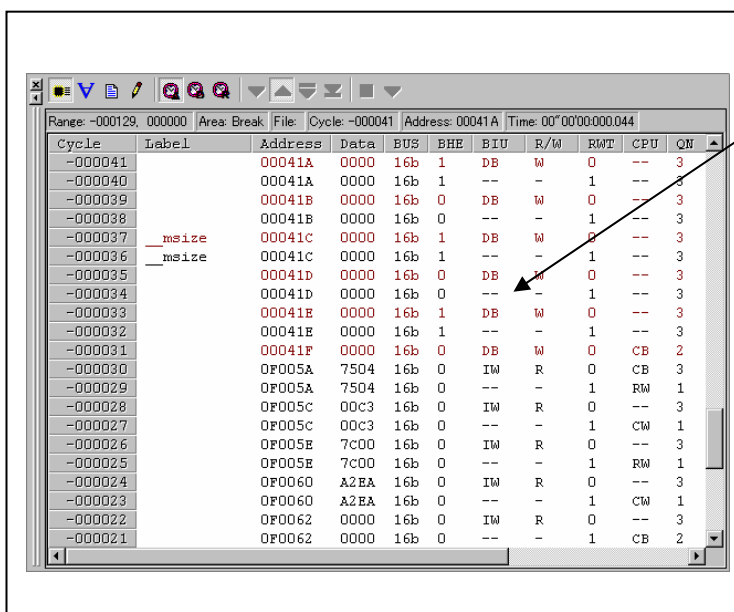 Range: -000129, 000000 Area: Break File: Cycle: -000041 Address: 00041A Time: 00"00'00:000.044
Cycle Label Address Data BUS BHE BIU R/W RWT CPU QN
-000041 00041A 0000 16b 1 DB W 0 -- 3
-000040 00041A 0000 16b 1 -- - 1 -- 3
-000039 00041B 0000 16b 0 DB W 0 -- 3
-000038 00041B 0000 16b 0 -- - 1 -- 3
-000037 __msize 00041C 0000 16b 1 DB W 0 -- 3
-000036 __msize 00041C 0000 16b 1 -- - 1 -- 3
-000035 00041D 0000 16b 0 DB W 0 -- 3
-000034 00041D 0000 16b 0 -- - 1 -- 3
-000033 00041E 0000 16b 1 DB W 0 -- 3
-000032 00041E 0000 16b 1 -- - 1 -- 3
-000031 00041F 0000 16b 0 DB W 0 CB 2
-000030 0F005A 7504 16b 0 IW R 0 CB 3
-000029 0F005A 7504 16b 0 -- - 1 RW 1
-000028 0F005C 00C3 16b 0 IW R 0 -- 3
-000027 0F005C 00C3 16b 0 -- - 1 CW 1
-000026 0F005E 7C00 16b 0 IW R 0 -- 3
-000025 0F005E 7C00 16b 0 -- - 1 RW 1
-000024 0F0060 A2EA 16b 0 IW R 0 -- 3
-000023 0F0060 A2EA 16b 0 -- - 1 CW 1
-000022 0F0062 0000 16b 0 IW R 0 -- 3
-000021 0F0062 0000 16b 0 -- - 1 CB 2